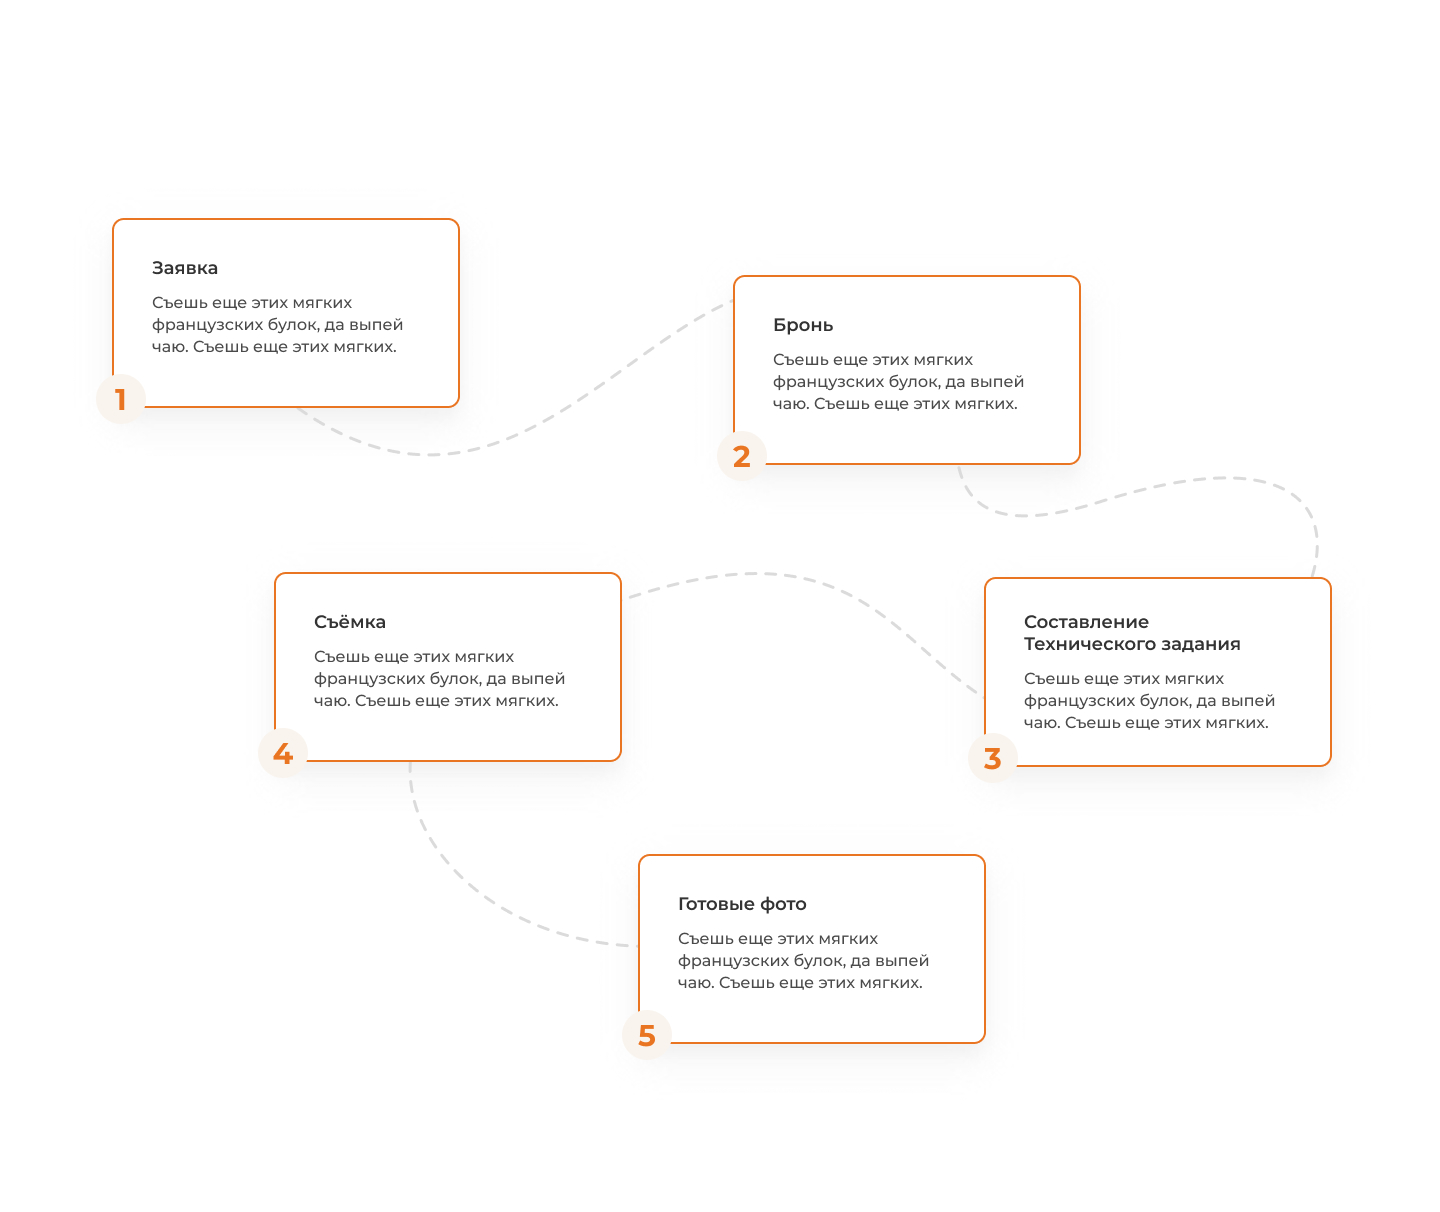 Заявка
Съешь еще этих мягких
французских булок, да выпей
чаю. Съешь еще этих мягких.
1
Бронь
Съешь еще этих мягких
французских булок, да выпей
чаю. Съешь еще этих мягких.
2
Составление
Технического задания
Съешь еще этих мягких
французских булок, да выпей
чаю. Съешь еще этих мягких.
3
Съёмка
Съешь еще этих мягких
французских булок, да выпей
чаю. Съешь еще этих мягких.
4
Готовые фото
Съешь еще этих мягких
французских булок, да выпей
чаю. Съешь еще этих мягких.
5